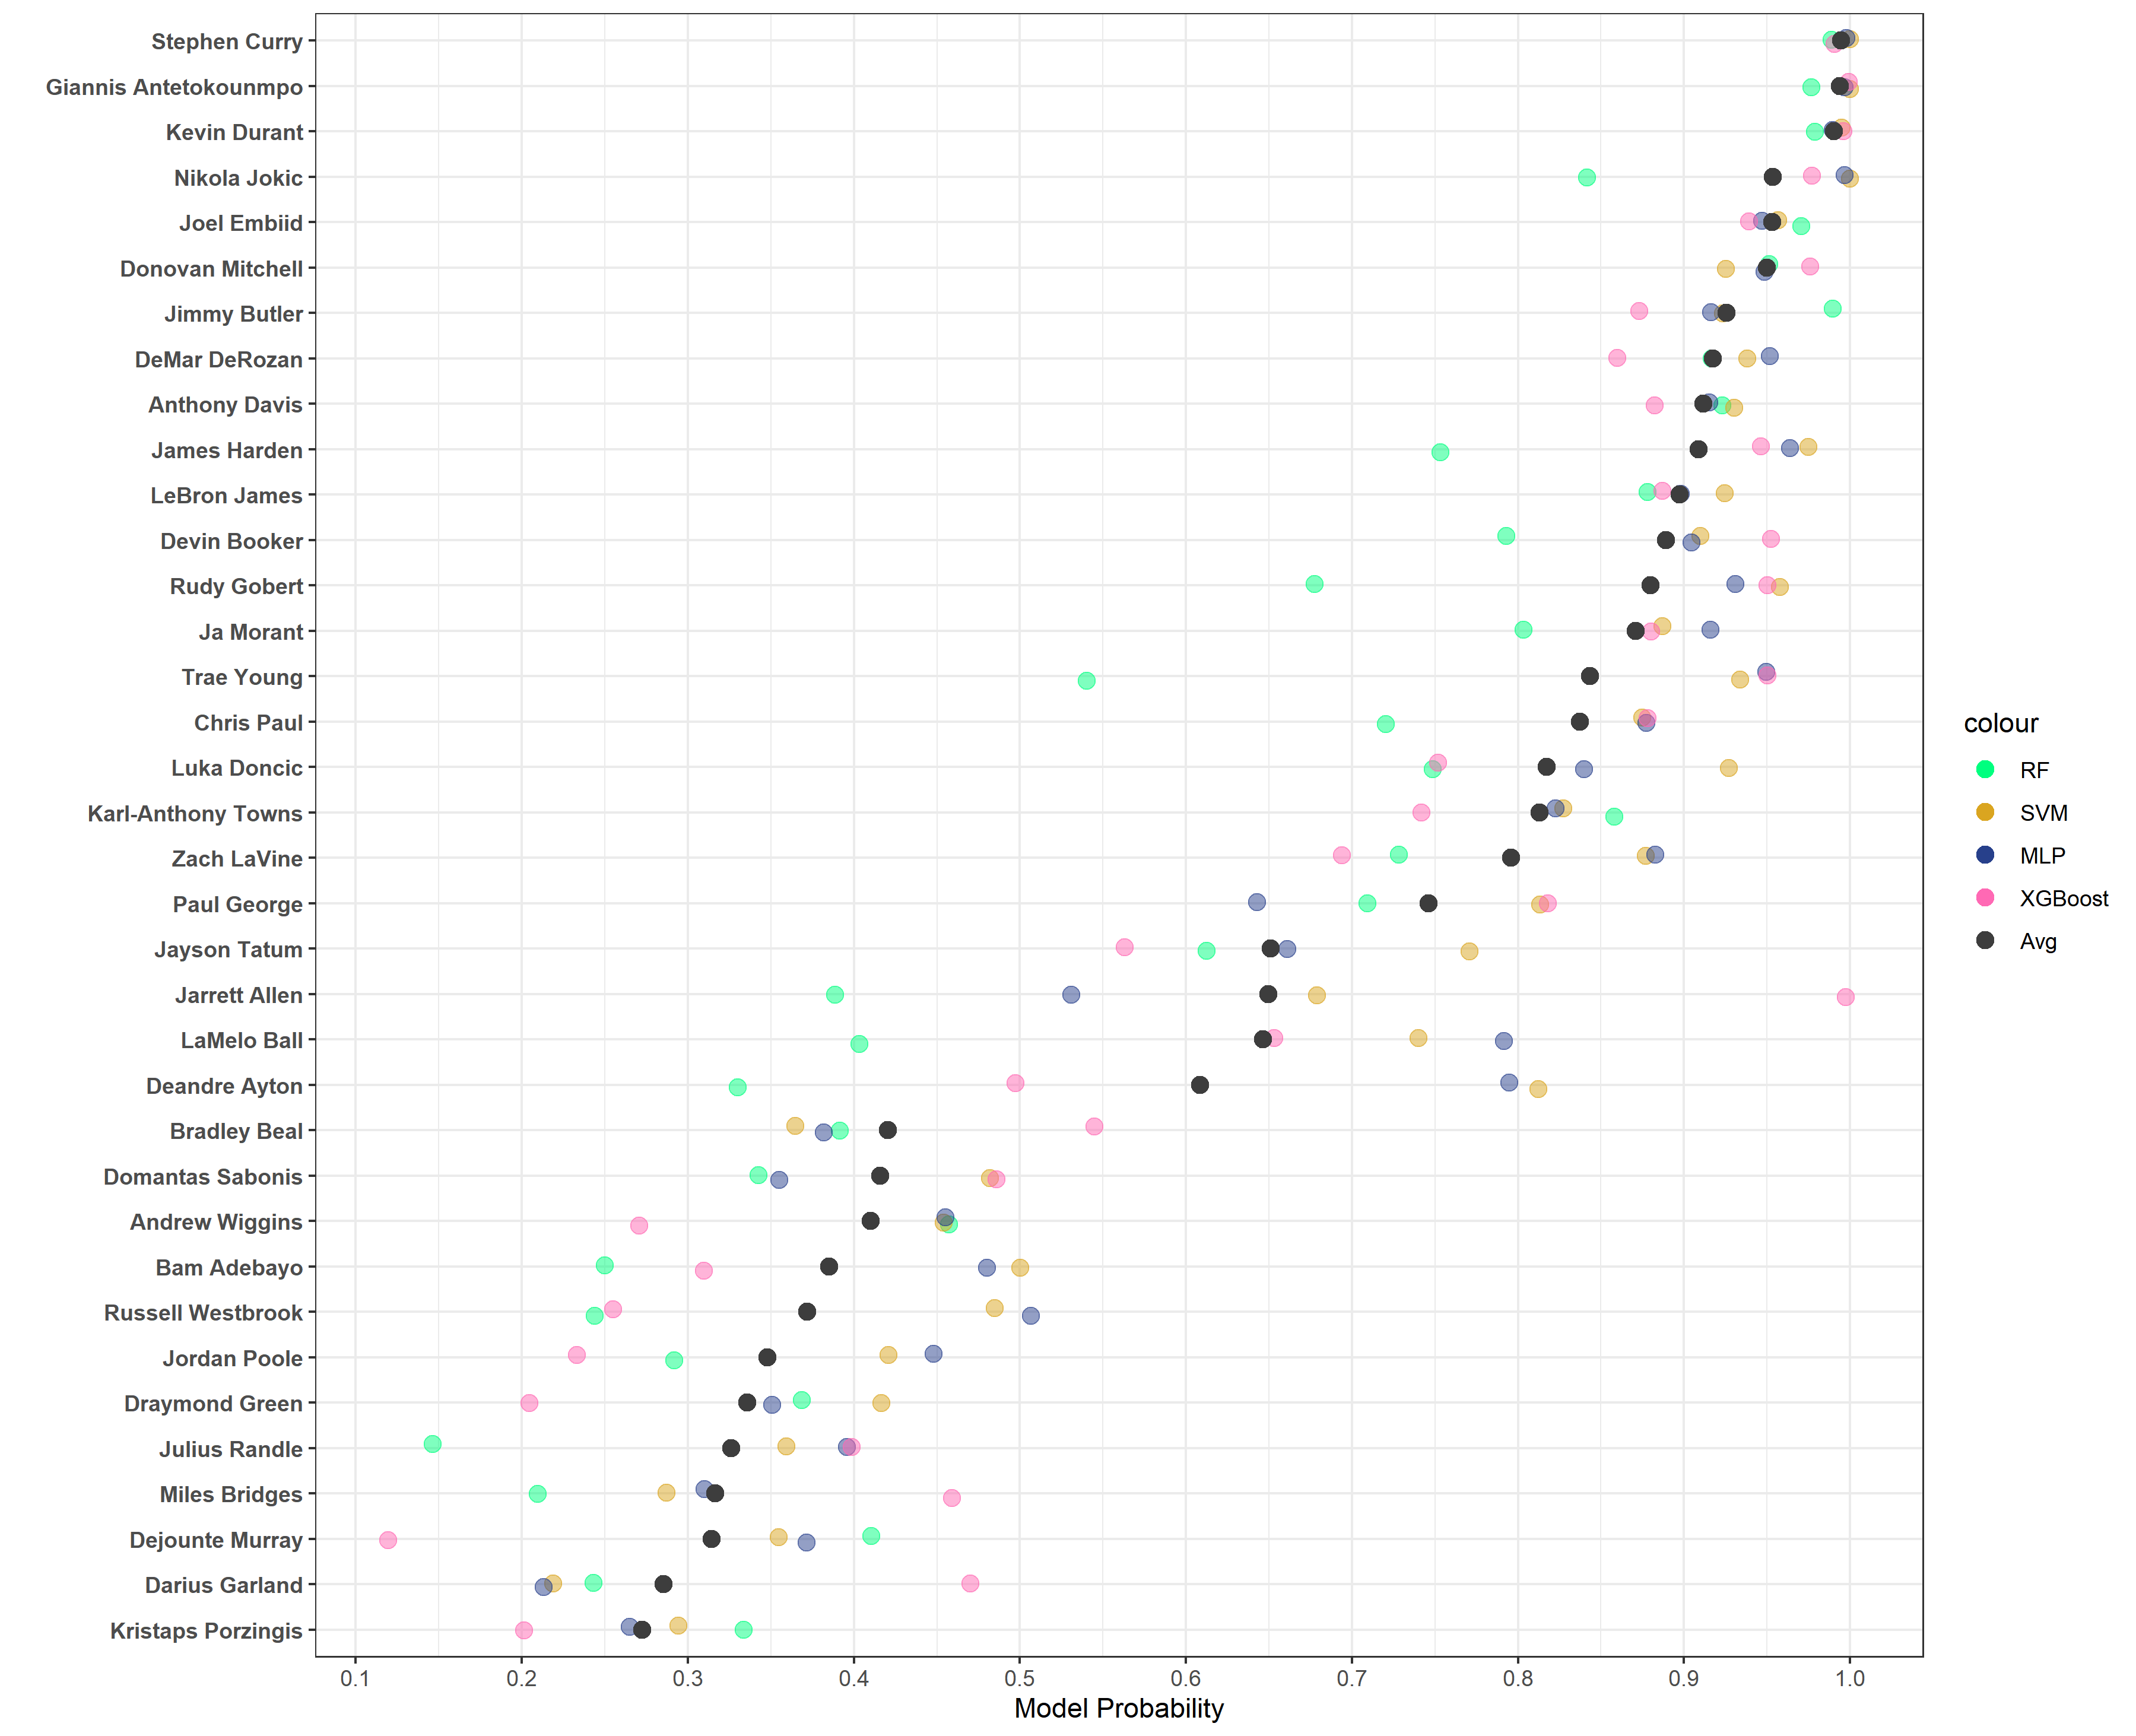 Stephen Curry
Giannis Antetokounmpo
Kevin Durant
Nikola Jokic
Joel Embiid
Donovan Mitchell
Jimmy Butler
DeMar DeRozan
Anthony Davis
James Harden
LeBron James
Devin Booker
Rudy Gobert
Ja Morant
Trae Young
Chris Paul
Luka Doncic
Karl-Anthony Towns
Zach LaVine
Paul George
Jayson Tatum
Jarrett Allen
LaMelo Ball
Deandre Ayton
Bradley Beal
Domantas Sabonis
Andrew Wiggins
Bam Adebayo
Russell Westbrook
Jordan Poole
Draymond Green
Julius Randle
Miles Bridges
Dejounte Murray
Darius Garland
Kristaps Porzingis
0.1 0.2 0.3 0.4 0.5 0.6 0.7 0.8 0.9 1.0
Model Probability
colour
RF
SVM
MLP
XGBoost
Avg